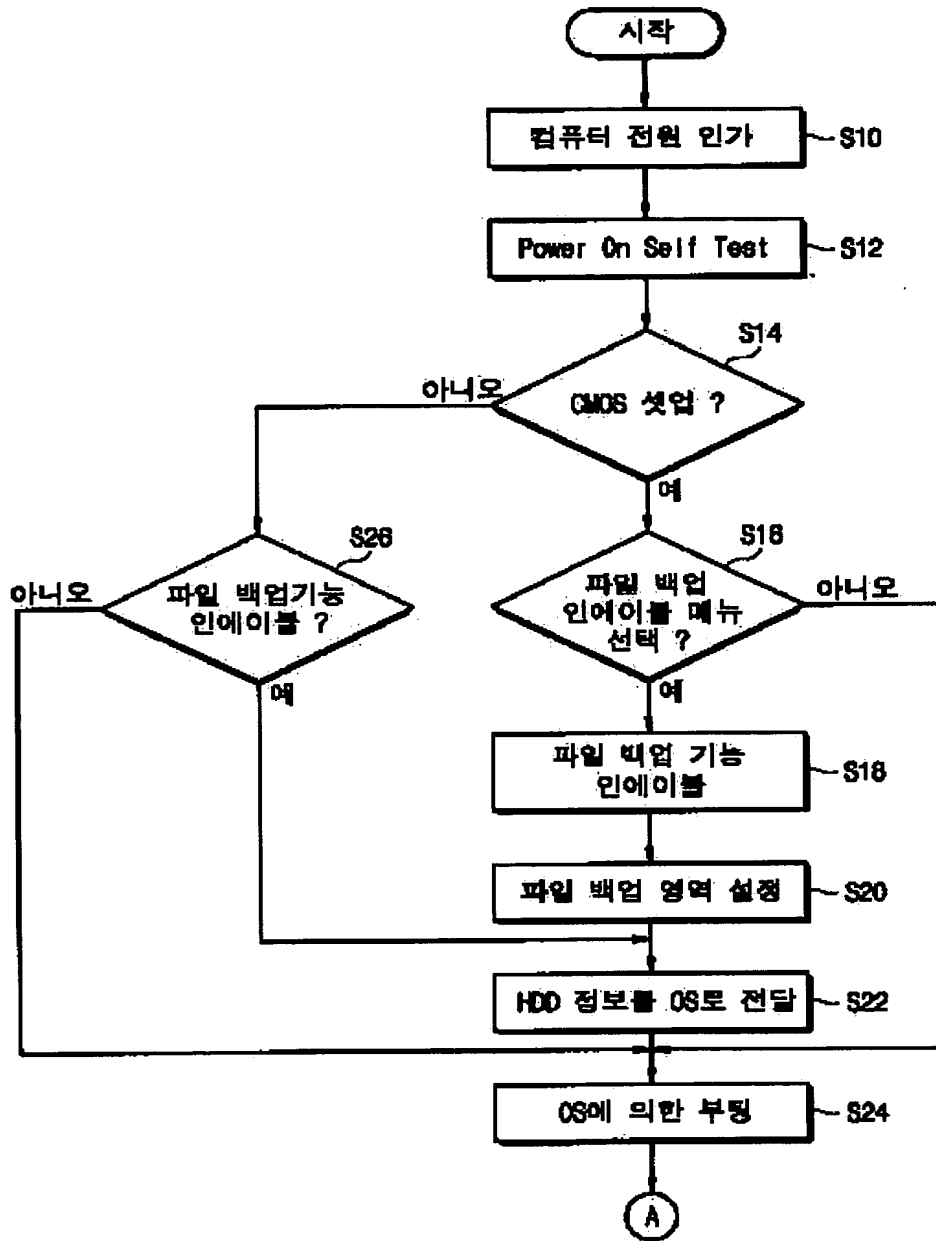 시작
컴퓨터 전원 인가
S10
Power On Self Test
S12
S14
CMOS 셋업 ?
아니오
예
S26
파일 백업기능
인에이블 ?
아니오
예
S16
파일 백업
인에이블 메뉴
선택 ?
아니오
예
파일 백업 기능
인에이블
S18
파일 백업 영역 설정
S20
HDD 정보를 OS로 전달
S22
OS에 의한 부팅
S24
A